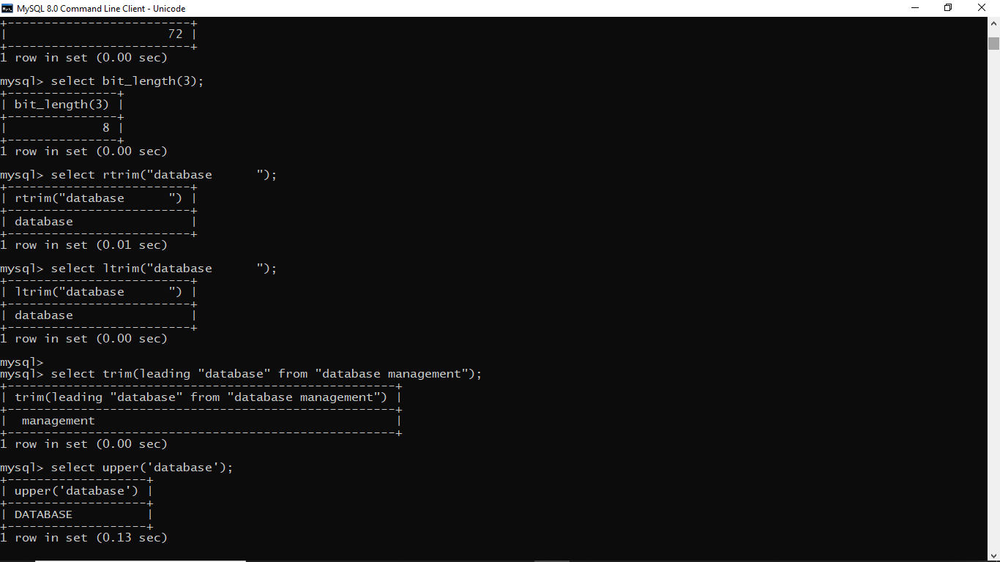 MySQL 8.0 Command Line Client - Unicode
+-------------------------+
|                      72 |
+-------------------------+
1 row in set (0.00 sec)

mysql> select bit_length(3);
+---------------+
| bit_length(3) |
+---------------+
|             8 |
+---------------+
1 row in set (0.00 sec)

mysql> select rtrim("database      ");
+-------------------------+
| rtrim("database      ") |
+-------------------------+
| database                |
+-------------------------+
1 row in set (0.01 sec)

mysql> select ltrim("database      ");
+-------------------------+
| ltrim("database      ") |
+-------------------------+
| database                |
+-------------------------+
1 row in set (0.00 sec)

mysql>
mysql> select trim(leading "database" from "database management");
+-----------------------------------------------------+
| trim(leading "database" from "database management") |
+-----------------------------------------------------+
|  management                                         |
+-----------------------------------------------------+
1 row in set (0.00 sec)

mysql> select upper('database');
+-------------------+
| upper('database') |
+-------------------+
| DATABASE          |
+-------------------+
1 row in set (0.13 sec)